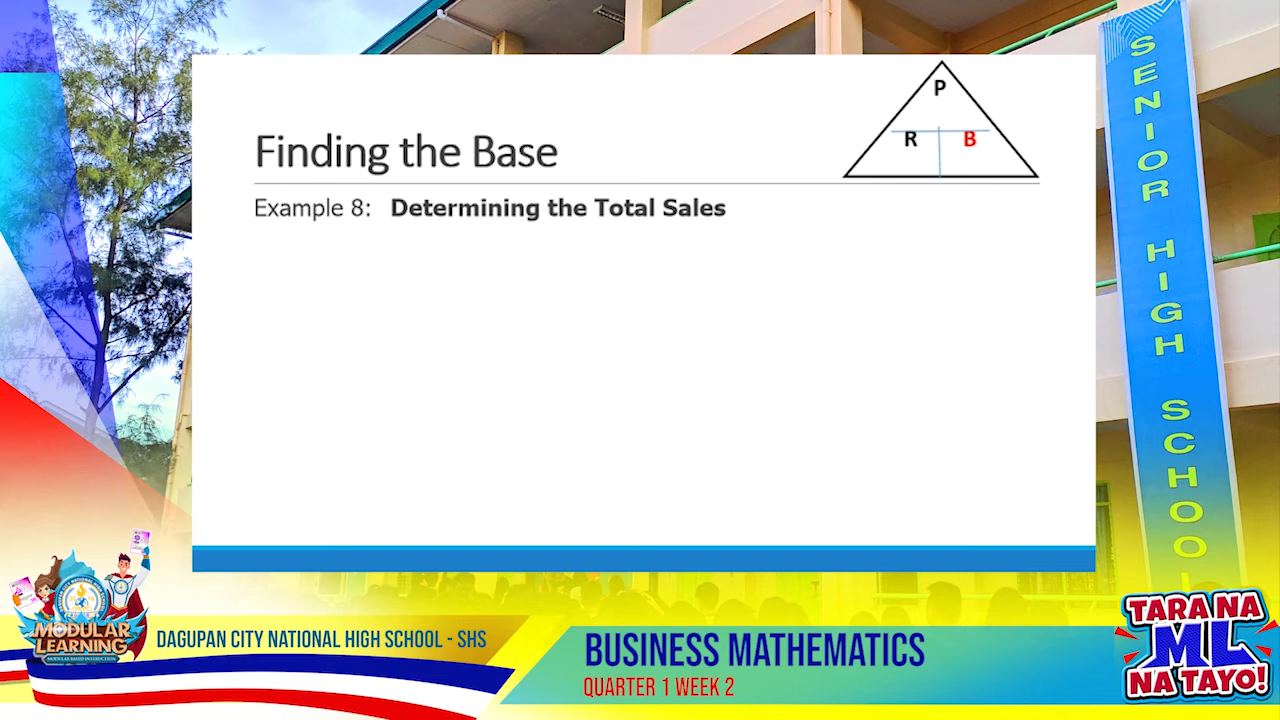 P
R B
Finding the Base
Example 8: Determining the Total Sales
SENIOR HIGH SCHOOL
MODULAR
LEARNING
DAGUPAN CITY NATIONAL HIGH SCHOOL - SHS
BUSINESS MATHEMATICS
QUARTER 1 WEEK 2
TARA NA
ML
NA TAYO!